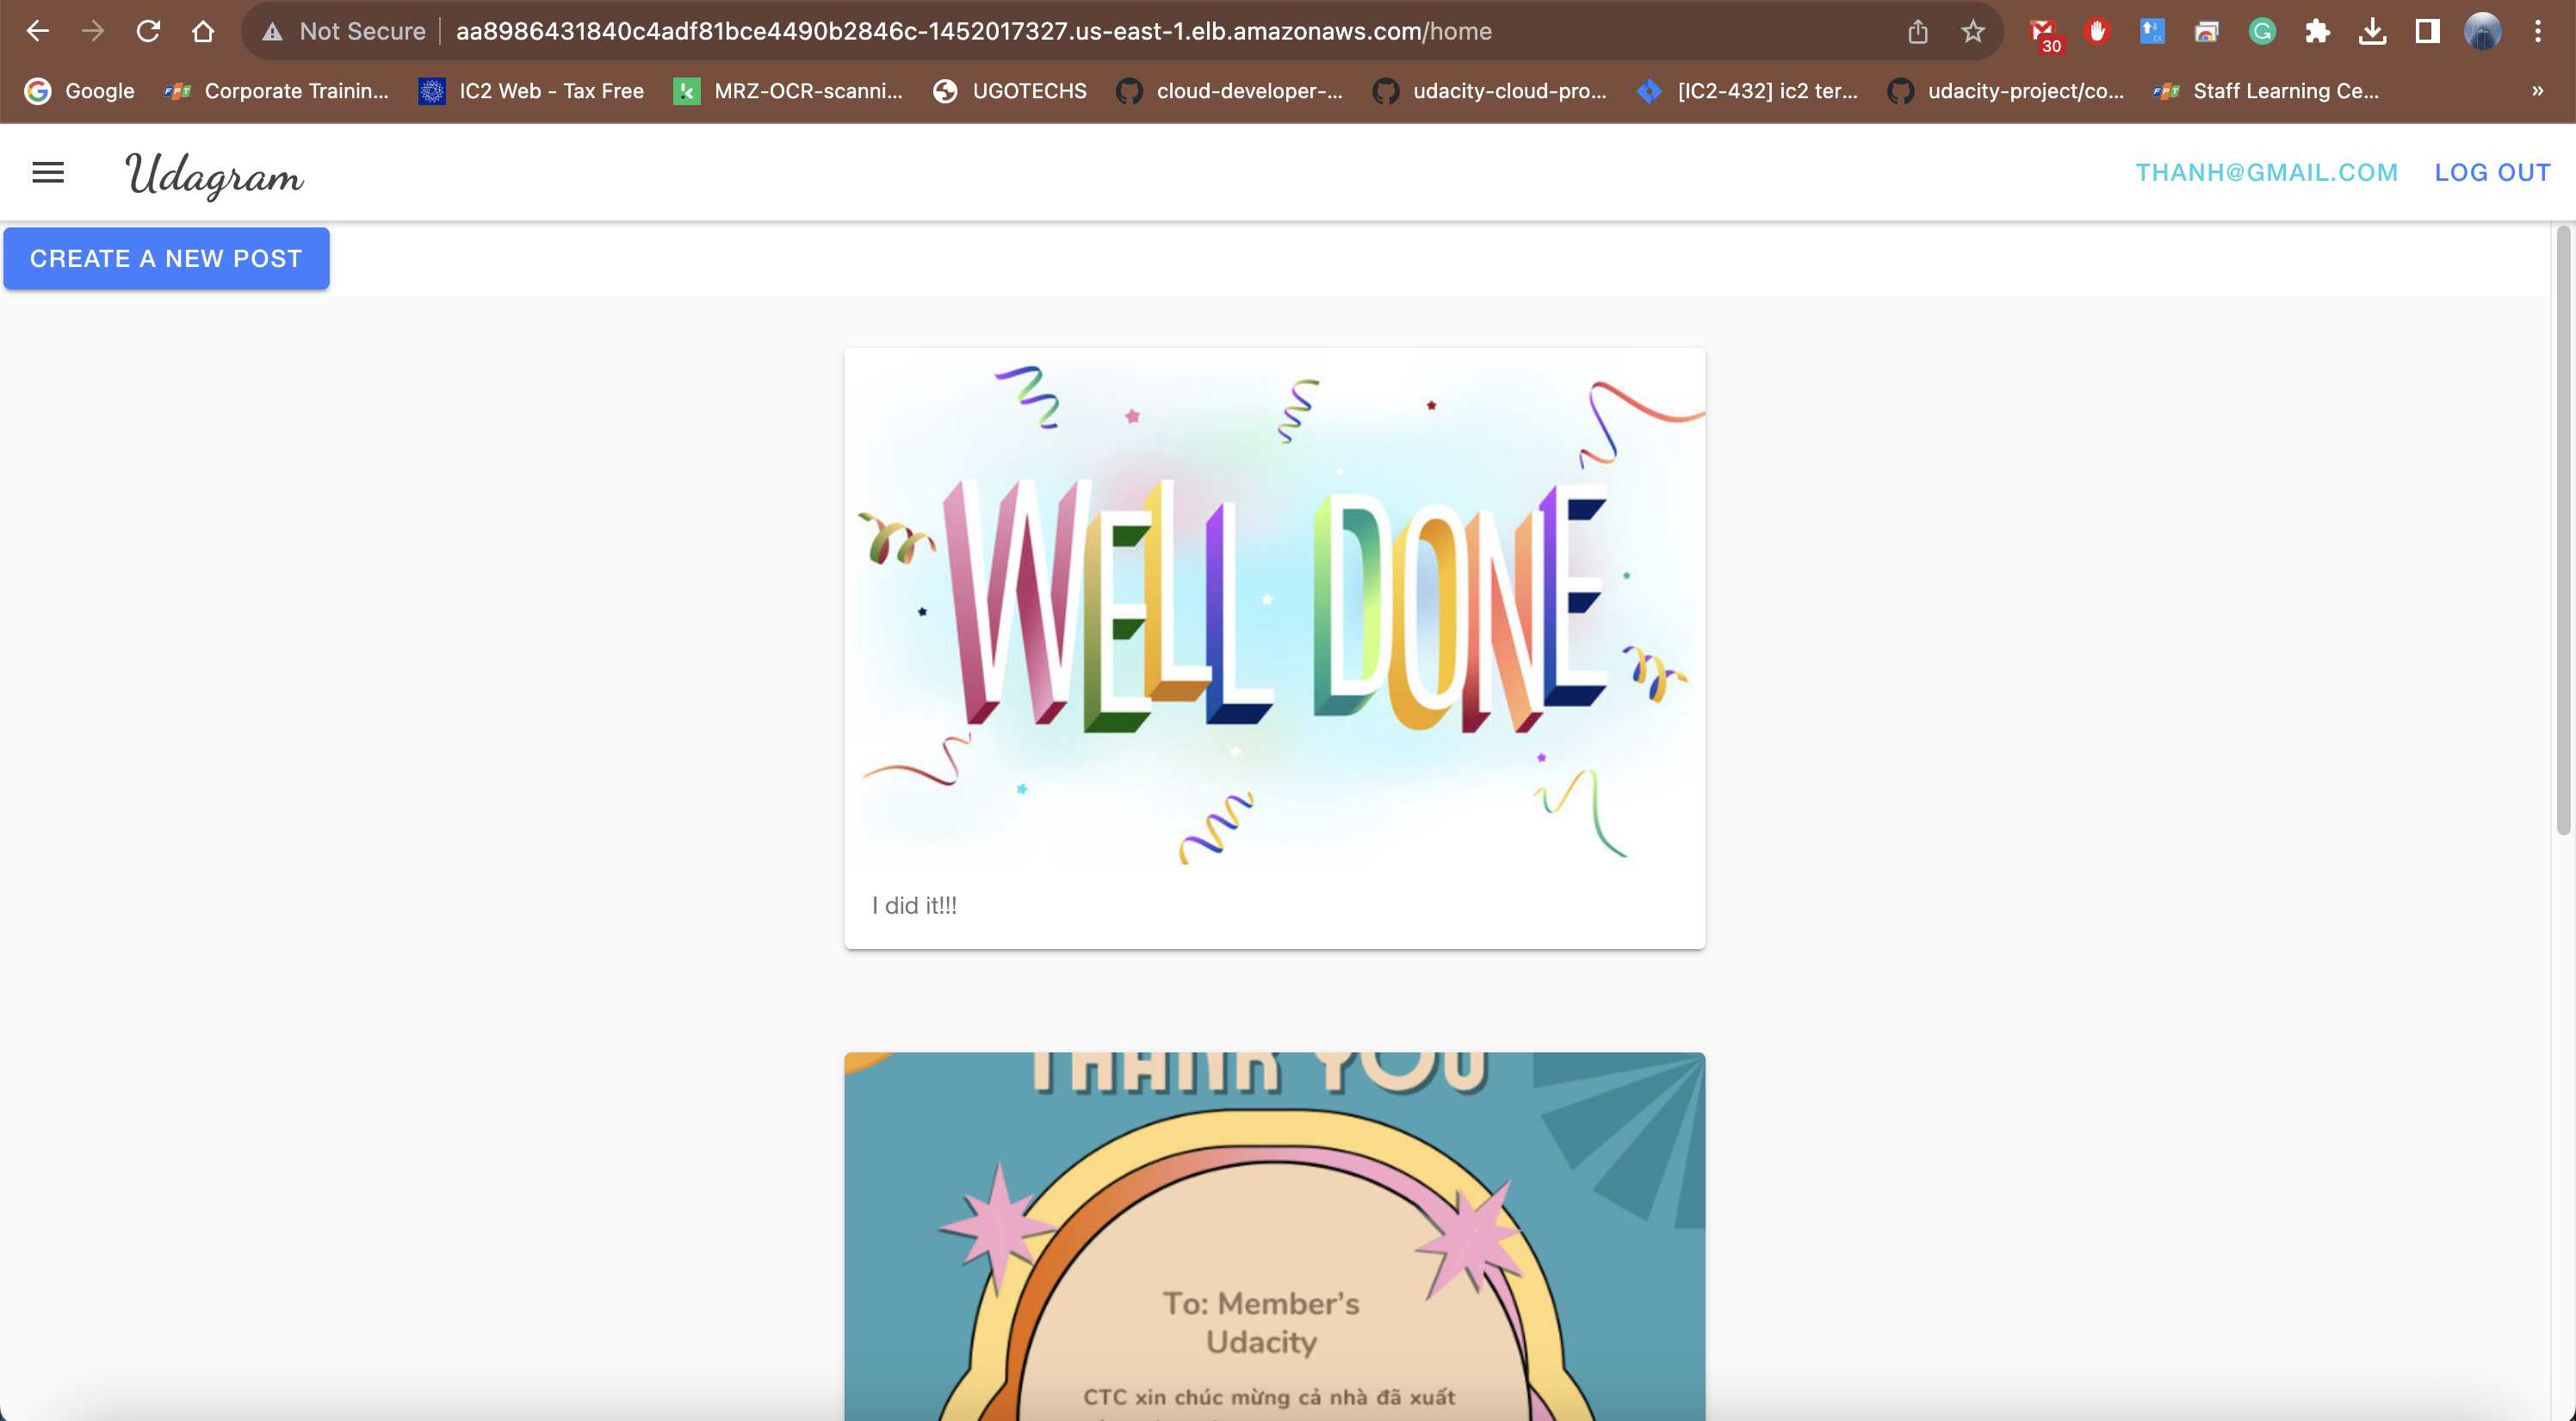 Not Secure
aa8986431840c4adf81bce4490b2846c-1452017327.us-east-1.elb.amazonaws.com/home
30
Google
Corporate Trainin...
IC2 Web - Tax Free
MRZ-OCR-scanni...
UGOTECHS
cloud-developer-...
udacity-cloud-pro...
[IC2-432] ic2 ter...
udacity-project/co...
Staff Learning Ce...
»
Udagram
THANH@GMAIL.COM
LOG OUT
CREATE A NEW POST
WELL DONE
I did it!!!
THANK YOU
To: Member's
Udacity
CTC xin chúc mừng cả nhà đã xuất